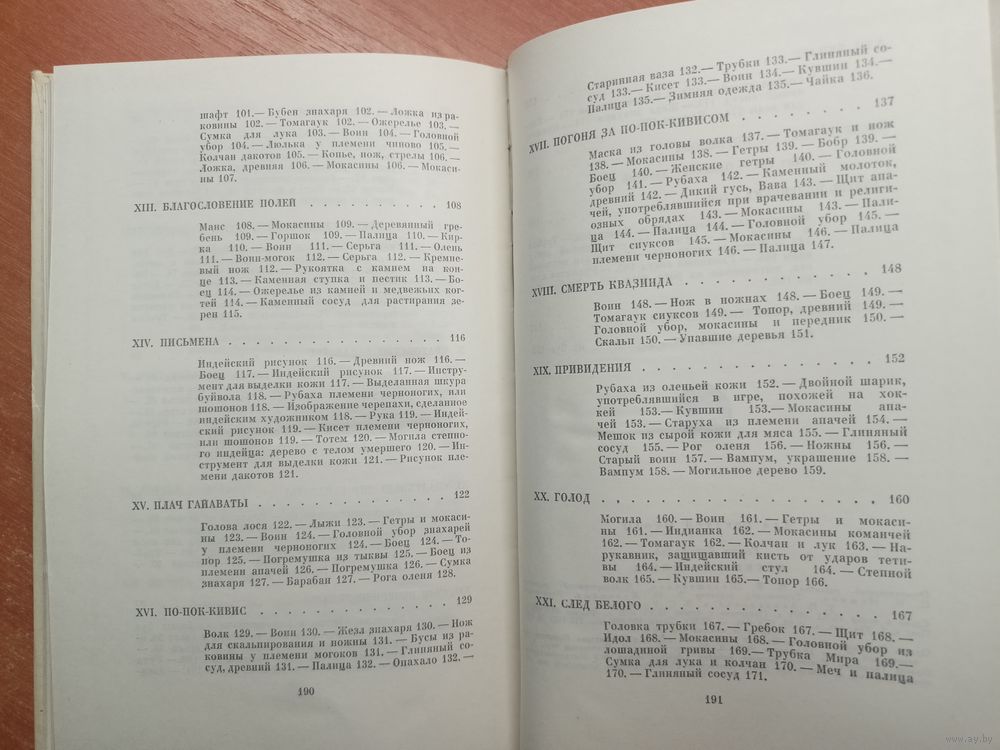 шафт 101.— Бубен знахаря 102. — Ложка из ра-
ковины 102. — Томагаук 102. — Ожерелье 103. —
Сумка для лука 103. — Воин 104. — Головной
убор 104. — Люлька у племени чиново 105. —
Колчан дакотов 105. — Копье, нож, стрелы 106. —
Ложка, древняя 106. — Мокасины 106. — Мокаси-
ны 107.
XIII. БЛАГОСЛОВЕНИЕ ПОЛЕЙ . . . . . . . . . . 108
Маис 108. — Мокасины 109. — Деревянный гре-
бень 109. — Горшок 109. — Палица 110. — Кир-
ка 110. — Воин 111. — Серьга 111. — Олень
111. — Воин-могок 112. — Серьга 112. — Кремне-
вый нож 112. — Рукоятка с камнем на кон-
це 113. — Каменная ступка и пестик 113. — Бо-
ец 114. — Ожерелье из камней и медвежьих ког-
тей 114. — Каменный сосуд для растирания зе-
рен 115.
XIV. ПИСЬМЕНА . . . . . . . . . . . . . . . . 116
Индейский рисунок 116. — Древний нож 116. —
Боец 117. — Индейский рисунок 117. — Инстру-
мент для выделки кожи 117. — Выделанная шкура
буйвола 118. — Рубаха племени черноногих, или
шошонов 118. — Изображение черепахи, сделанное
индейским художником 118. — Рука 119. — Индей-
ский рисунок 119. — Кисет племени черноногих,
или шошонов 119. — Тотем 120. — Могила степно-
го индейца: дерево с телом умершего 120. — Ин-
струмент для выделки кожи 121. — Рисунок пле-
мени дакотов 121.
XV. ПЛАЧ ГАЙАВАТЫ . . . . . . . . . . . . . 122
Голова лося 122. — Лыжи 123. — Гетры и мокаси-
ны 123. — Воин 124. — Головной убор знахарей
у племени черноногих 124. — Боец 124. — То-
пор 125. — Погремушка из тыквы 125. — Боец из
племени апачей 126. — Погремушка 126. — Сумка
знахаря 127. — Барабан 127. — Рога оленя 128.
XVI. ПО-ПОК-КИВИС . . . . . . . . . . . . . 129
Волк 129. — Воин 130. — Жезл знахаря 130. — Нож
для скальпирования и ножны 131. — Бусы из ра-
ковины у племени могоков 131. — Глиняный со-
суд, древний 131. — Палица 132. — Опахало 132. —
190
Старинная ваза 132.— Трубки 133.— Глиняный со-
суд 133.— Кисет 133.— Воин 134.— Кувшин 134.—
Палица 135.— Зимняя одежда 135.— Чайка 136.
XVII. ПОГОНЯ ЗА ПО-ПОК-КИВИСОМ . . . . . . . 137
Маска из головы волка 137.— Томагаук и нож
138.— Мокасины 138.— Гетры 139.— Бобр 139.—
Боец 140.— Женские гетры 140.— Головной
убор 141.— Рубаха 142.— Каменный молоток,
древний 142.— Дикий гусь, Вава 143.— Щит апа-
чей, употреблявшийся при врачевании и религи-
озных обрядах 143.— Мокасины 143.— Пали-
ца 144.— Палица 144.— Головной убор 145.—
Щит сиуксов 145.— Мокасины 146.— Палица
племени черноногих 146.— Палица 147.
XVIII. СМЕРТЬ КВАЗИНДА . . . . . . . . . . . 148
Воин 148.— Нож в ножнах 148.— Боец 149.—
Томагаук сиуксов 149.— Топор, древний 149.—
Головной убор, мокасины и передник 150.—
Скальп 150.— Упавшие деревья 151.
XIX. ПРИВИДЕНИЯ . . . . . . . . . . . . . . 152
Рубаха из оленьей кожи 152.— Двойной шарик,
употреблявшийся в игре, похожей на хок-
кей 153.— Кувшин 153.— Мокасины апа-
чей 153.— Старуха из племени апачей 154.—
Мешок из сырой кожи для мяса 155.— Глиняный
сосуд 155.— Рог оленя 156.— Ножны 156.—
Старый воин 157.— Вампум, украшение 158.—
Вампум 158.— Могильное дерево 159.
XX. ГОЛОД . . . . . . . . . . . . . . . . . 160
Могила 160.— Воин 161.— Гетры и мокаси-
ны 161.— Индианка 162.— Мокасины команчей
162.— Томагаук 162.— Колчан и лук 163.— На-
рукавник, защищавший кисть от ударов тети-
вы 164.— Индейский стул 164.— Степной
волк 165.— Кувшин 165.— Топор 166.
XXI. СЛЕД БЕЛОГО . . . . . . . . . . . . . 167
Головка трубки 167.— Гребок 167.— Щит 168.—
Идол 168.— Мокасины 168.— Головной убор из
лошадиной гривы 169.— Трубка Мира 169.—
Сумка для лука и колчан 170.— Меч и палица
170.— Глиняный сосуд 171.
191
www.ay.by